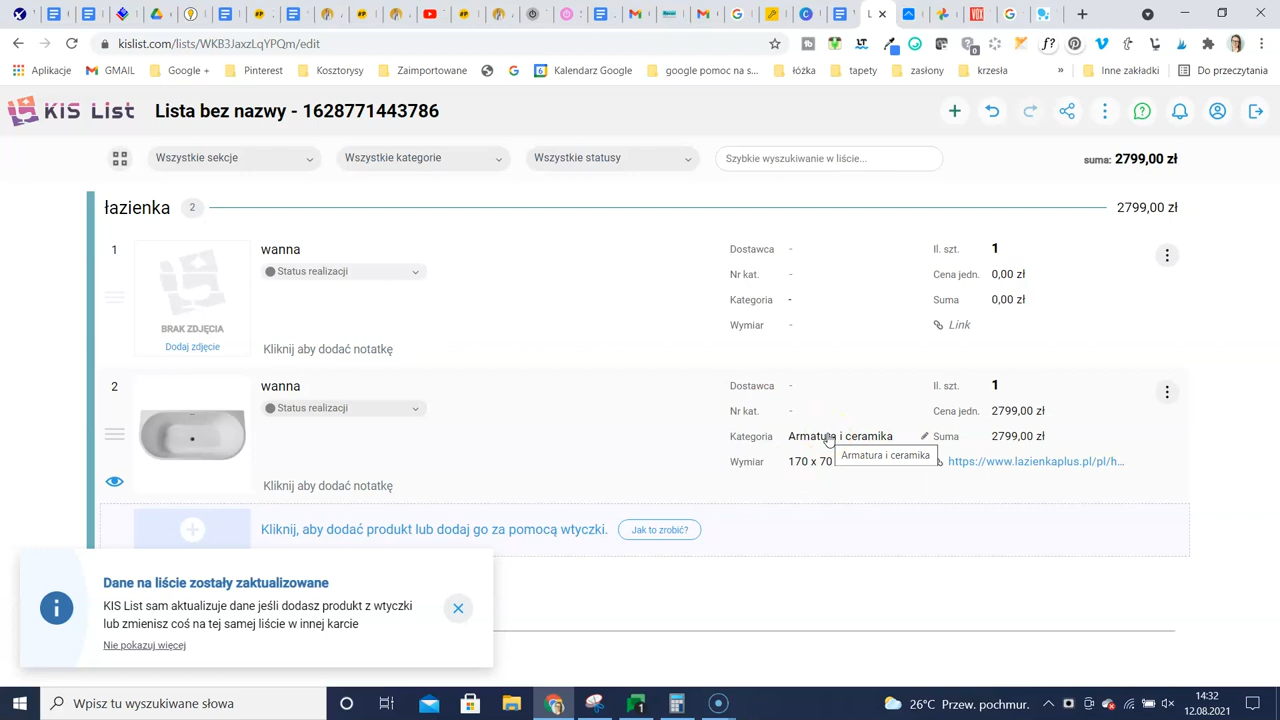 kislist.com/lists/WKB3JaxzLqYPQm/edit
Aplikacje GMAIL Google + Pinterest Kosztorysy Zaimportowane Kalendarz Google google pomoc na s... łóżka tapety zasłony krzesła » Inne zakładki Do przeczytania
KIS List Lista bez nazwy - 1628771443786
Wszystkie sekcje Wszystkie kategorie Wszystkie statusy Szybkie wyszukiwanie w liście... suma: 2799,00 zł
łazienka 2 2799,00 zł
1 wanna Dostawca - Il. szt. 1
Status realizacji Nr kat. - Cena jedn. 0,00 zł
Kategoria - Suma 0,00 zł
BRAK ZDJĘCIA Wymiar - Link
Dodaj zdjęcie Kliknij aby dodać notatkę
2 wanna Dostawca - Il. szt. 1
Status realizacji Nr kat. - Cena jedn. 2799,00 zł
Kategoria Armatura i ceramika Suma 2799,00 zł
Armatura i ceramika
Wymiar 170 x 70 https://www.lazienkaplus.pl/pl/h...
Kliknij aby dodać notatkę
Kliknij, aby dodać produkt lub dodaj go za pomocą wtyczki. Jak to zrobić?
Dane na liście zostały zaktualizowane
KIS List sam aktualizuje dane jeśli dodasz produkt z wtyczki
lub zmienisz coś na tej samej liście w innej karcie
Nie pokazuj więcej
Wpisz tu wyszukiwane słowa 26°C Przew. pochmur. 14:32
12.08.2021